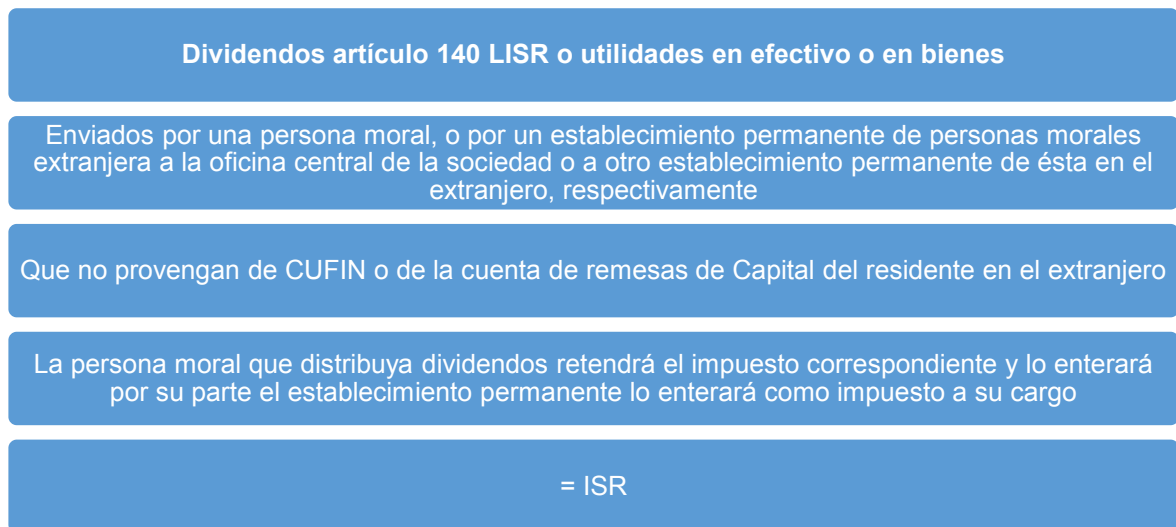 Dividendos artículo 140 LISR o utilidades en efectivo o en bienes
Enviados por una persona moral, o por un establecimiento permanente de personas morales
extranjera a la oficina central de la sociedad o a otro establecimiento permanente de ésta en el
extranjero, respectivamente
Que no provengan de CUFIN o de la cuenta de remesas de Capital del residente en el extranjero
La persona moral que distribuya dividendos retendrá el impuesto correspondiente y lo enterará
por su parte el establecimiento permanente lo enterará como impuesto a su cargo
= ISR